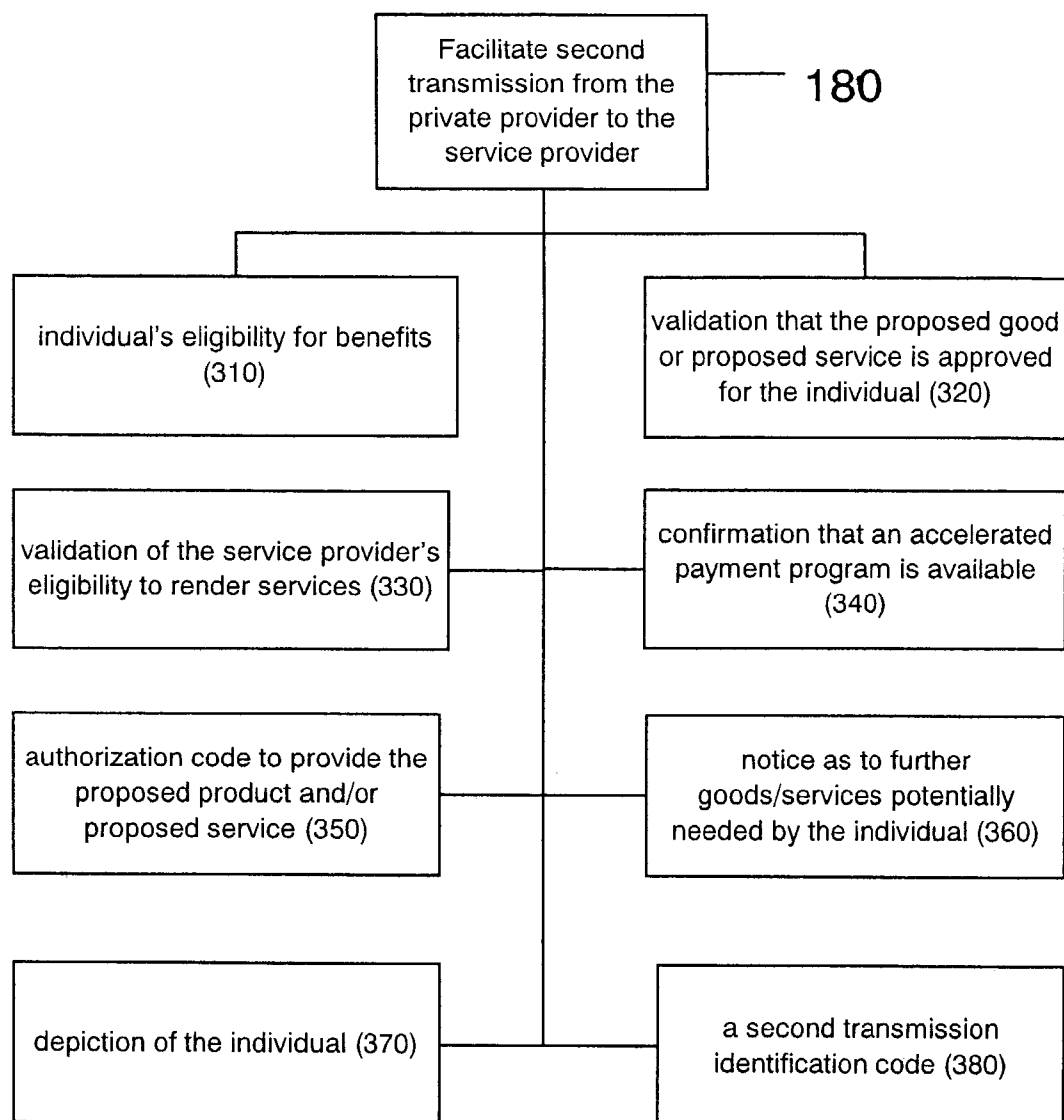 Facilitate second
transmission from the
private provider to the
service provider
180
individual's eligibility for benefits
(310)
validation that the proposed good
or proposed service is approved
for the individual (320)
validation of the service provider's
eligibility to render services (330)
confirmation that an accelerated
payment program is available
(340)
authorization code to provide the
proposed product and/or
proposed service (350)
notice as to further
goods/services potentially
needed by the individual (360)
depiction of the individual (370)
a second transmission
identification code (380)